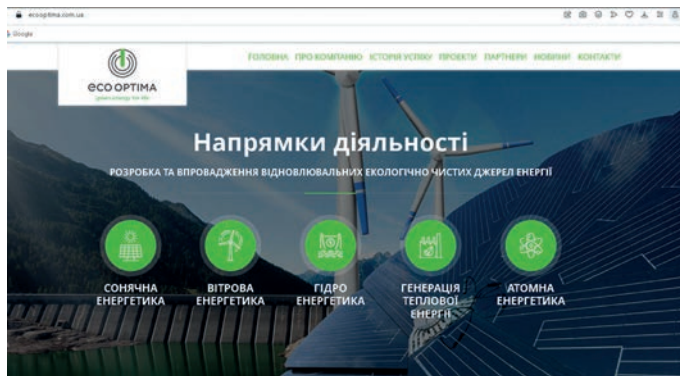 ecooptima.com.ua
Google
ГОЛОВНА ПРО КОМПАНІЮ ІСТОРІЯ УСПІХУ ПРОЕКТИ ПАРТНЕРИ НОВИНИ КОНТАКТИ
ECO OPTIMA
green energy for life
Напрямки діяльності
РОЗРОБКА ТА ВПРОВАДЖЕННЯ ВІДНОВЛЮВАЛЬНИХ ЕКОЛОГІЧНО ЧИСТИХ ДЖЕРЕЛ ЕНЕРГІЇ
СОНЯЧНА
ЕНЕРГЕТИКА
ВІТРОВА
ЕНЕРГЕТИКА
ГІДРО
ЕНЕРГЕТИКА
ГЕНЕРАЦІЯ
ТЕПЛОВОЇ
ЕНЕРГІЇ
АТОМНА
ЕНЕРГЕТИКА